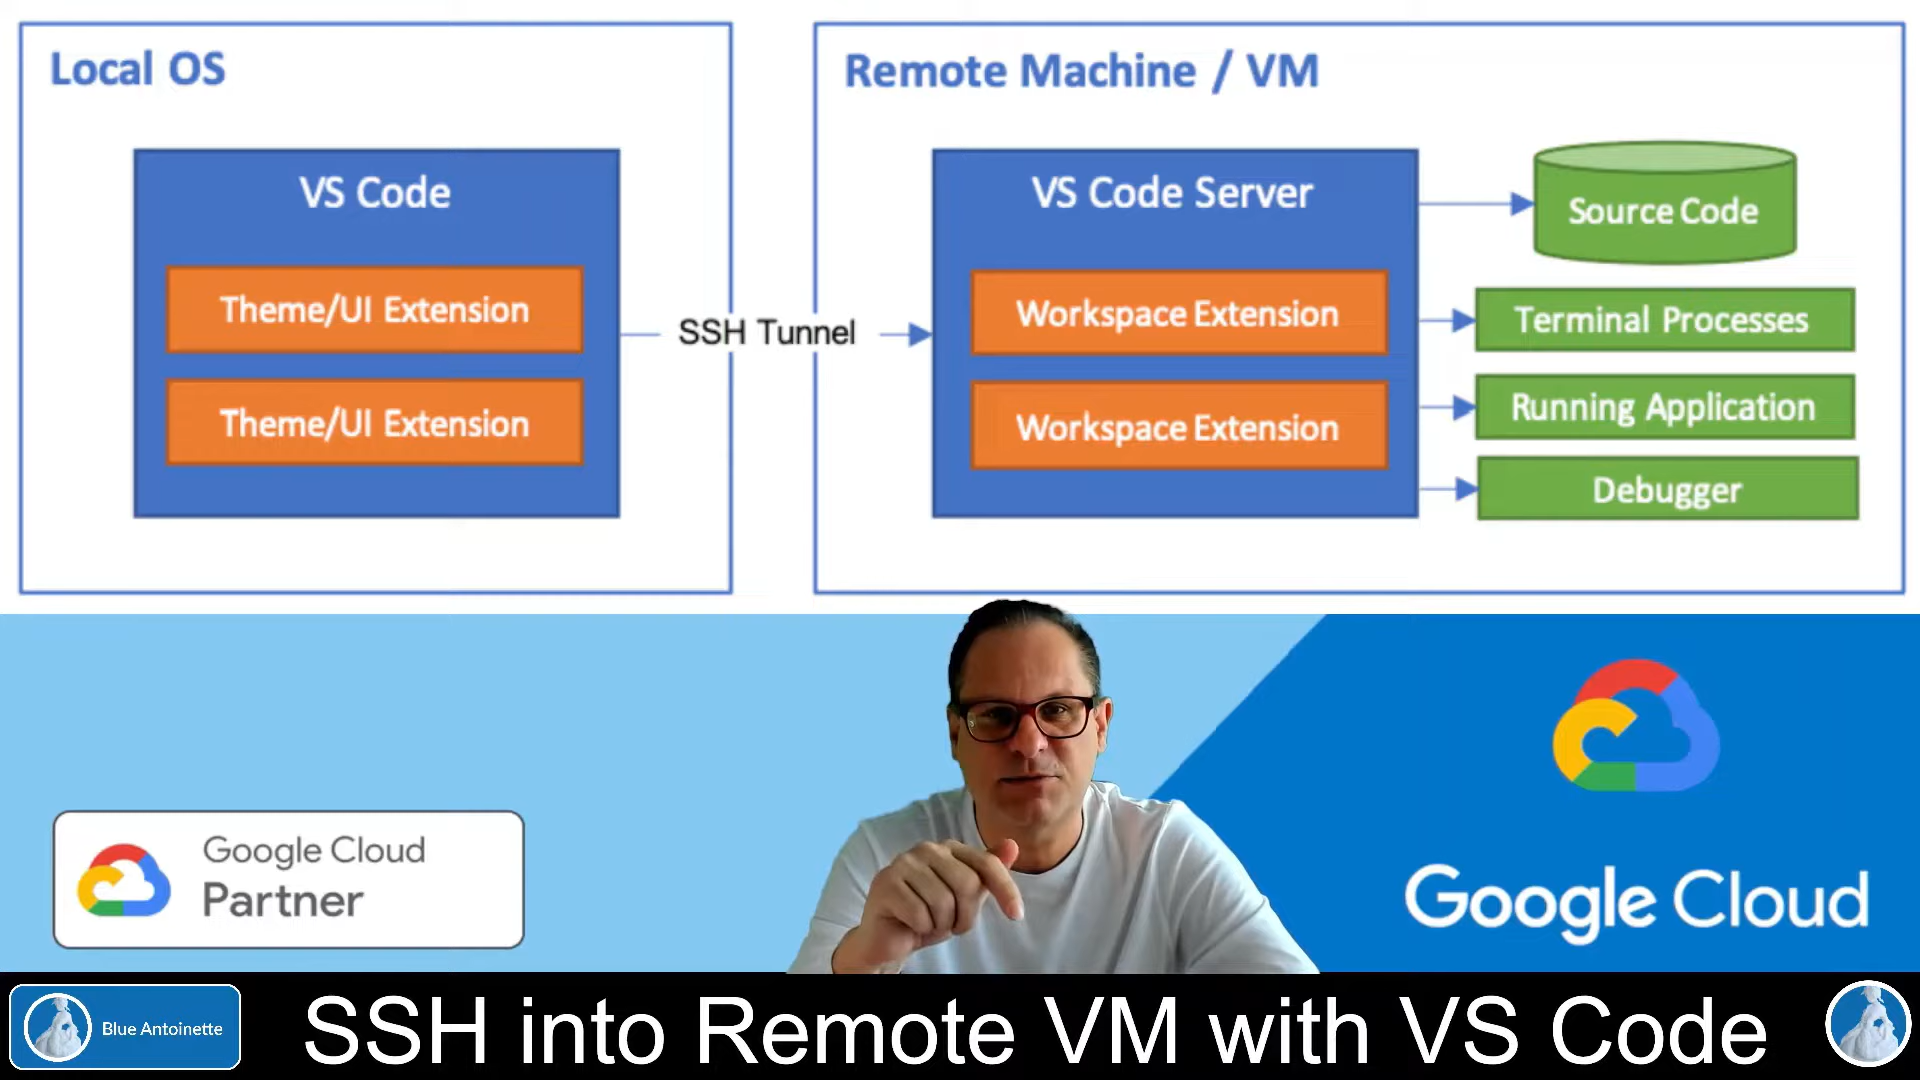 Local OS
Remote Machine / VM
VS Code
Theme/UI Extension
Theme/UI Extension
SSH Tunnel
VS Code Server
Workspace Extension
Workspace Extension
Source Code
Terminal Processes
Running Application
Debugger
Google Cloud
Partner
Google Cloud
Blue Antoinette
SSH into Remote VM with VS Code